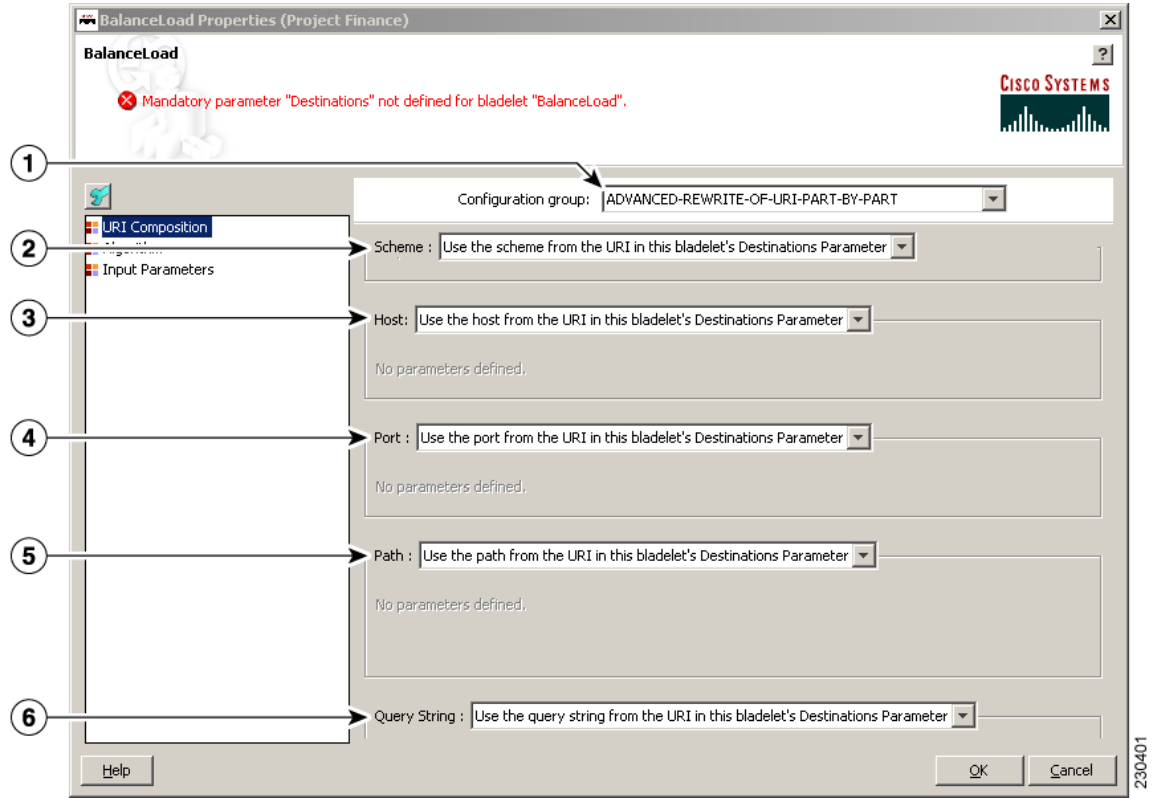 BalanceLoad Properties (Project Finance)
BalanceLoad
?
Mandatory parameter "Destinations" not defined for bladelet "BalanceLoad".
CISCO SYSTEMS
1
Configuration group: ADVANCED-REWRITE-OF-URI-PART-BY-PART
URI Composition
Input Parameters
2
Scheme : Use the scheme from the URI in this bladelet's Destinations Parameter
3
Host: Use the host from the URI in this bladelet's Destinations Parameter
No parameters defined.
4
Port : Use the port from the URI in this bladelet's Destinations Parameter
No parameters defined.
5
Path : Use the path from the URI in this bladelet's Destinations Parameter
No parameters defined.
6
Query String : Use the query string from the URI in this bladelet's Destinations Parameter
Help
OK
Cancel
230401